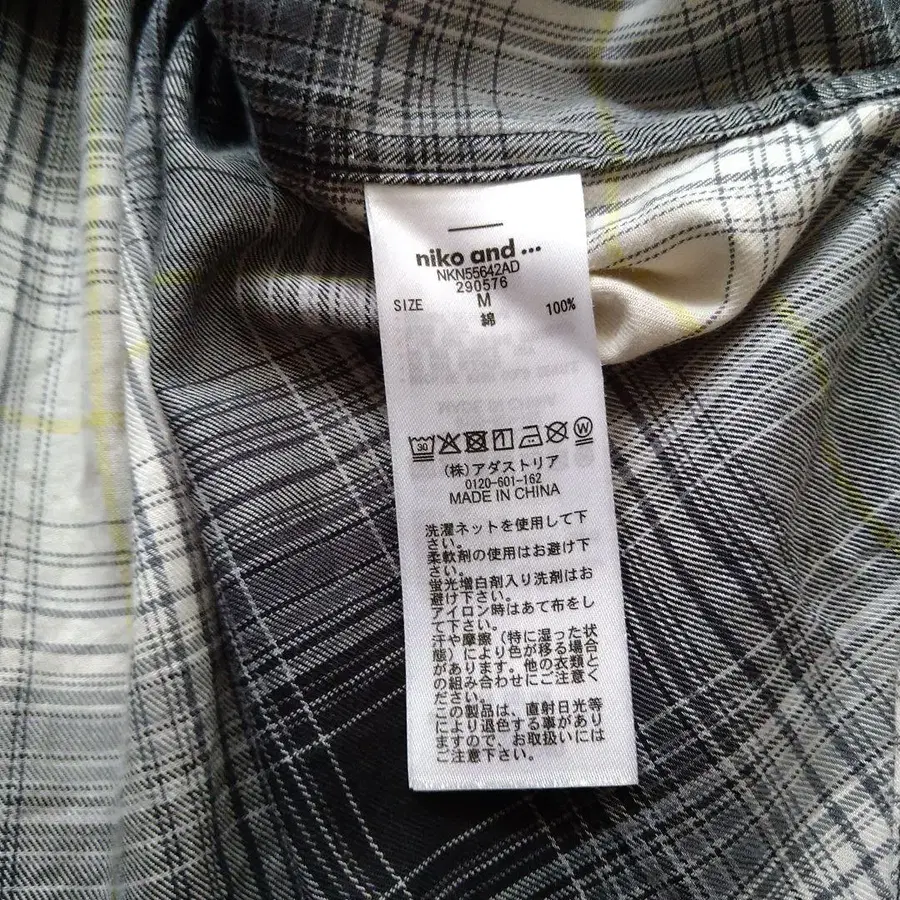 niko and ...
NKN55642AD
290576
SIZE M
綿 100%
30 W
(株)アダストリア
0120-601-162
MADE IN CHINA
洗濯ネットを使用して下
さい。
柔軟剤の使用はお避け下
さい。
蛍光増白剤入り洗剤はお
避け下さい。
アイロン時はあて布をし
て下さい。
汗や摩擦(特に湿った状
態)により色が移る場合
があります。他の衣類と
の組み合わせにご注意く
ださい。
この製品は、直射日光等
により退色する事があり
ますので、お取扱いには
ご注意下さい。